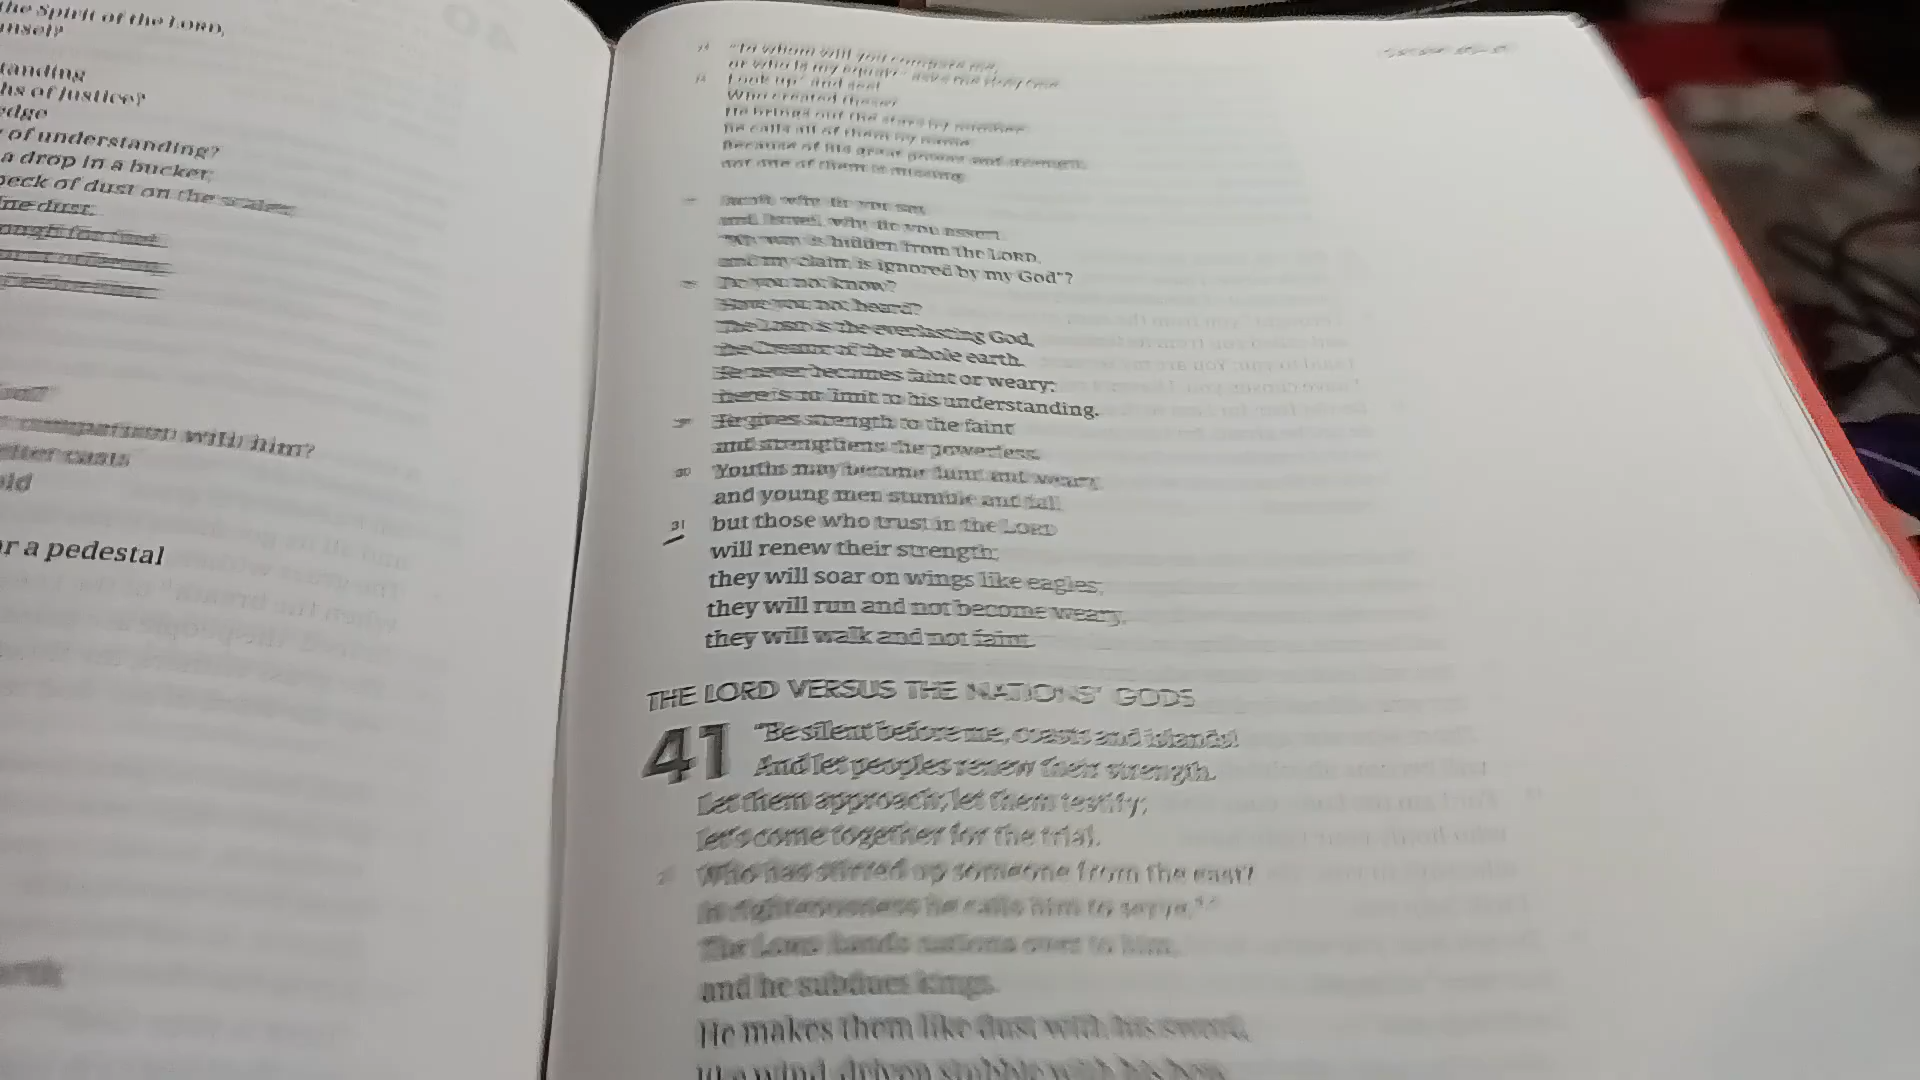 the Spirit of the LORD,
tanding
hs of justice?
edge
of understanding?
a drop in a bucket;
peck of dust on the scales;
ine dust.
comparison with him?
old
or a pedestal
"To whom will you compare me,
or who is my equal?" asks the Holy One.
Look up and see!
Who created these?
He brings out the stars by number;
he calls all of them by name.
Because of his great power and strength,
not one of them is missing.
Jacob, why do you say,
and Israel, why do you assert,
"My way is hidden from the LORD,
and my claim is ignored by my God"?
Do you not know?
Have you not heard?
The LORD is the everlasting God,
the Creator of the whole earth.
He never becomes faint or weary;
there is no limit to his understanding.
He gives strength to the faint
and strengthens the powerless.
30 Youths may become faint and weary,
and young men stumble and fall,
31 but those who trust in the LORD
will renew their strength;
they will soar on wings like eagles;
they will run and not become weary,
they will walk and not faint.
THE LORD VERSUS THE NATIONS' GODS
41 "Be silent before me, coasts and islands!
And let peoples renew their strength.
Let them approach; let them testify;
let's come together for the trial.
2 Who has stirred up someone from the east?
In righteousness he calls him to serve.
The LORD hands nations over to him,
and he subdues kings.
He makes them like dust with his sword,
like wind-driven stubble with his bow.